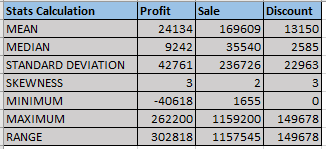 Stats Calculation Profit Sale Discount
MEAN 24134 169609 13150
MEDIAN 9242 35540 2585
STANDARD DEVIATION 42761 236726 22963
SKEWNESS 3 2 3
MINIMUM -40618 1655 0
MAXIMUM 262200 1159200 149678
RANGE 302818 1157545 149678